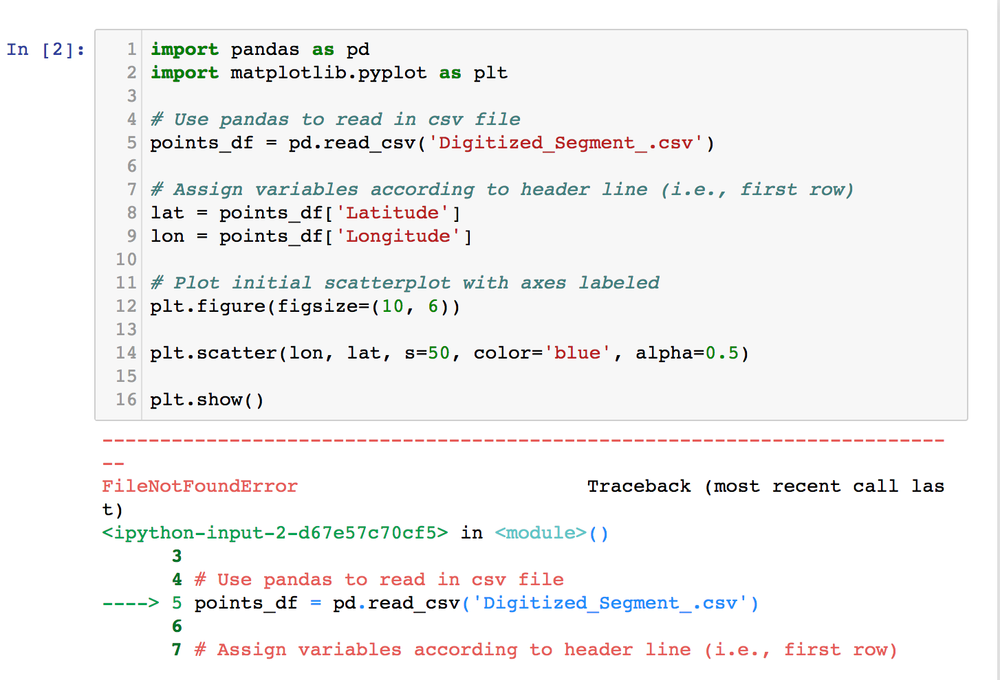 In [2]:
1 import pandas as pd
2 import matplotlib.pyplot as plt
3
4 # Use pandas to read in csv file
5 points_df = pd.read_csv('Digitized_Segment_.csv')
6
7 # Assign variables according to header line (i.e., first row)
8 lat = points_df['Latitude']
9 lon = points_df['Longitude']
10
11 # Plot initial scatterplot with axes labeled
12 plt.figure(figsize=(10, 6))
13
14 plt.scatter(lon, lat, s=50, color='blue', alpha=0.5)
15
16 plt.show()
-------------------------------------------------------------------------
--
FileNotFoundError                         Traceback (most recent call las
t)
<ipython-input-2-d67e57c70cf5> in <module>()
      3
      4 # Use pandas to read in csv file
----> 5 points_df = pd.read_csv('Digitized_Segment_.csv')
      6
      7 # Assign variables according to header line (i.e., first row)